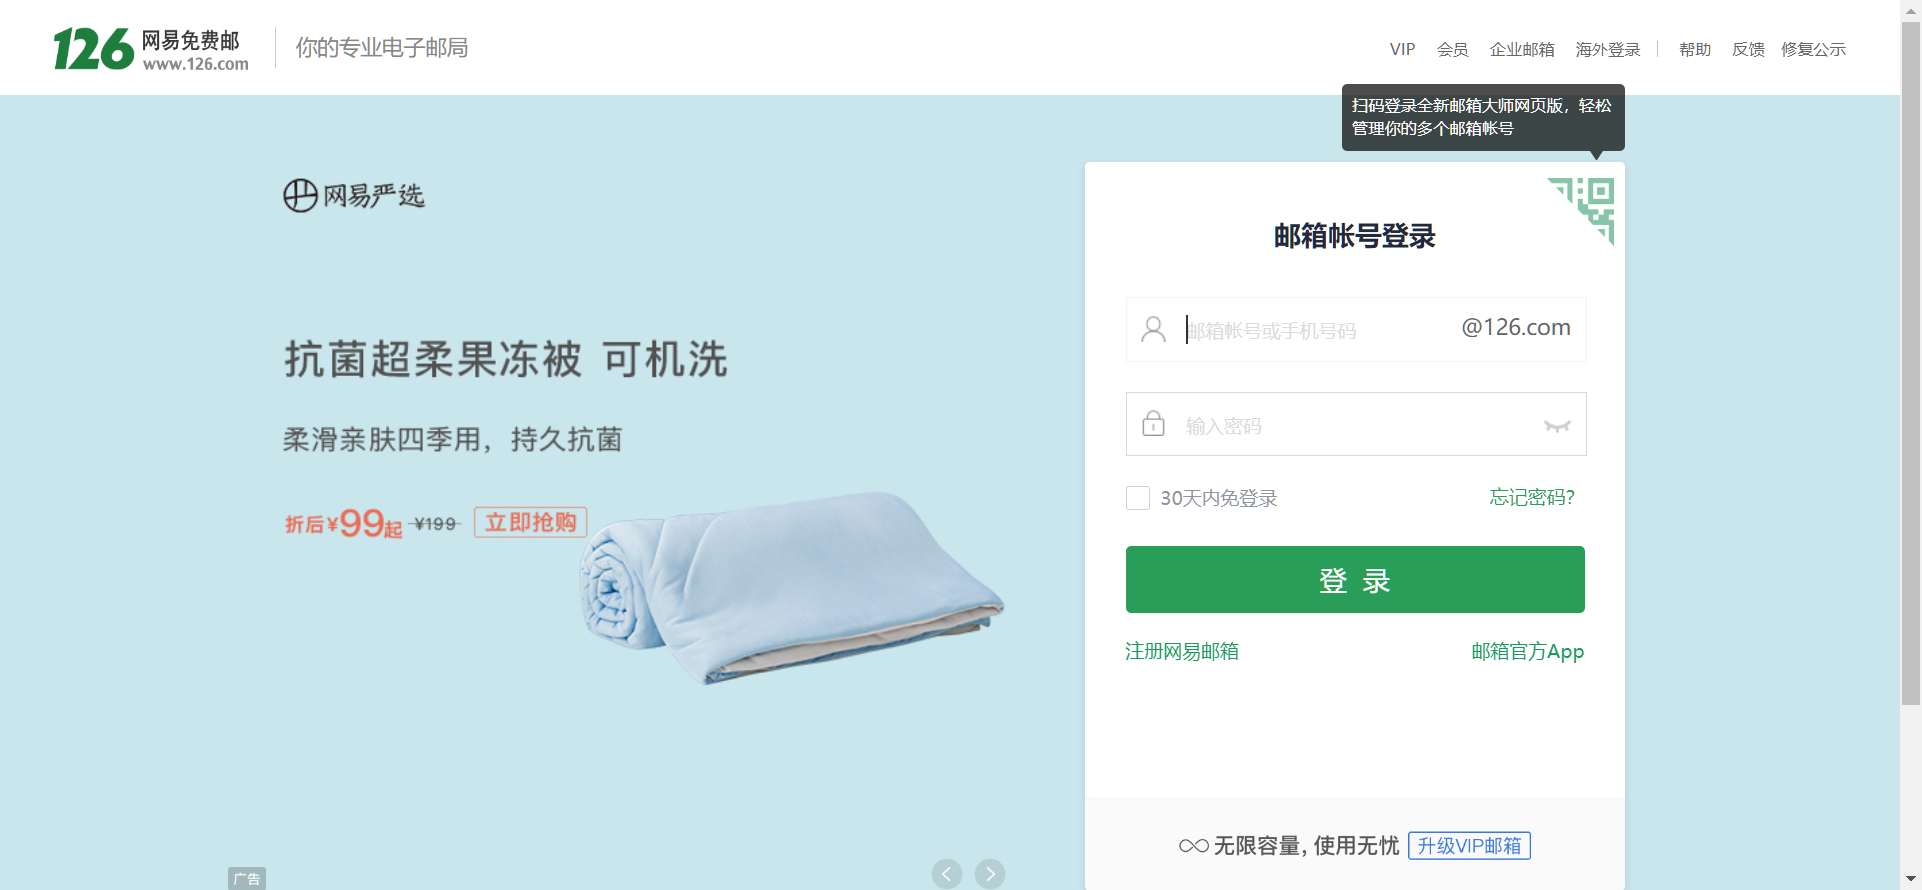 126 网易免费邮
www.126.com
你的专业电子邮局
VIP 会员 企业邮箱 海外登录 帮助 反馈 修复公示
扫码登录全新邮箱大师网页版，轻松
管理你的多个邮箱帐号
网易严选
抗菌超柔果冻被 可机洗
柔滑亲肤四季用，持久抗菌
折后¥99起 ¥199 立即抢购
广告
邮箱帐号登录
邮箱帐号或手机号码 @126.com
输入密码
30天内免登录 忘记密码?
登 录
注册网易邮箱 邮箱官方App
无限容量，使用无忧 升级VIP邮箱